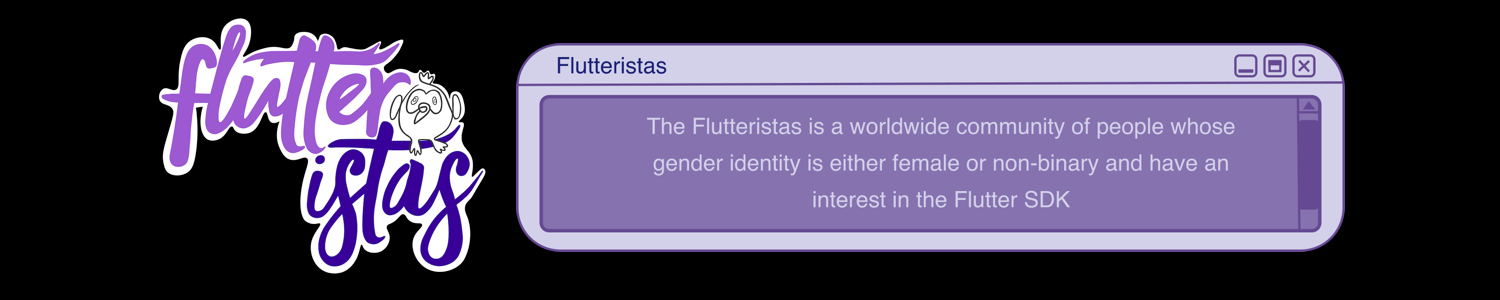 flutter
istas
Flutteristas
The Flutteristas is a worldwide community of people whose
gender identity is either female or non-binary and have an
interest in the Flutter SDK